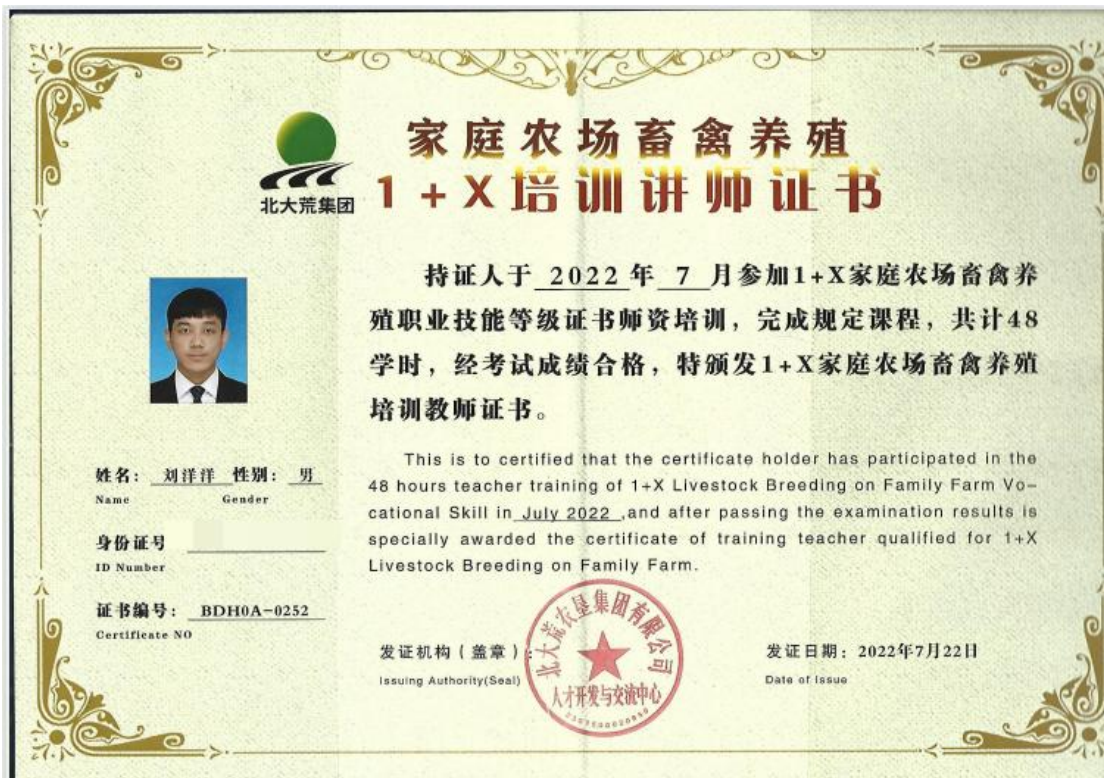 家庭农场畜禽养殖
1+X培训讲师证书
北大荒集团
持证人于 2022 年 7 月参加1+X家庭农场畜禽养
殖职业技能等级证书师资培训，完成规定课程，共计48
学时，经考试成绩合格，特颁发1+X家庭农场畜禽养殖
培训教师证书。
This is to certified that the certificate holder has participated in the
48 hours teacher training of 1+X Livestock Breeding on Family Farm Vo-
cational Skill in July 2022 ,and after passing the examination results is
specially awarded the certificate of training teacher qualified for 1+X
Livestock Breeding on Family Farm.
姓名： 刘洋洋 性别： 男
Name Gender
身份证号
ID Number
证书编号： BDH0A-0252
Certificate NO
发证机构（盖章）：
Issuing Authority(Seal)
北大荒农垦集团有限公司
人才开发与交流中心
发证日期：2022年7月22日
Date of Issue